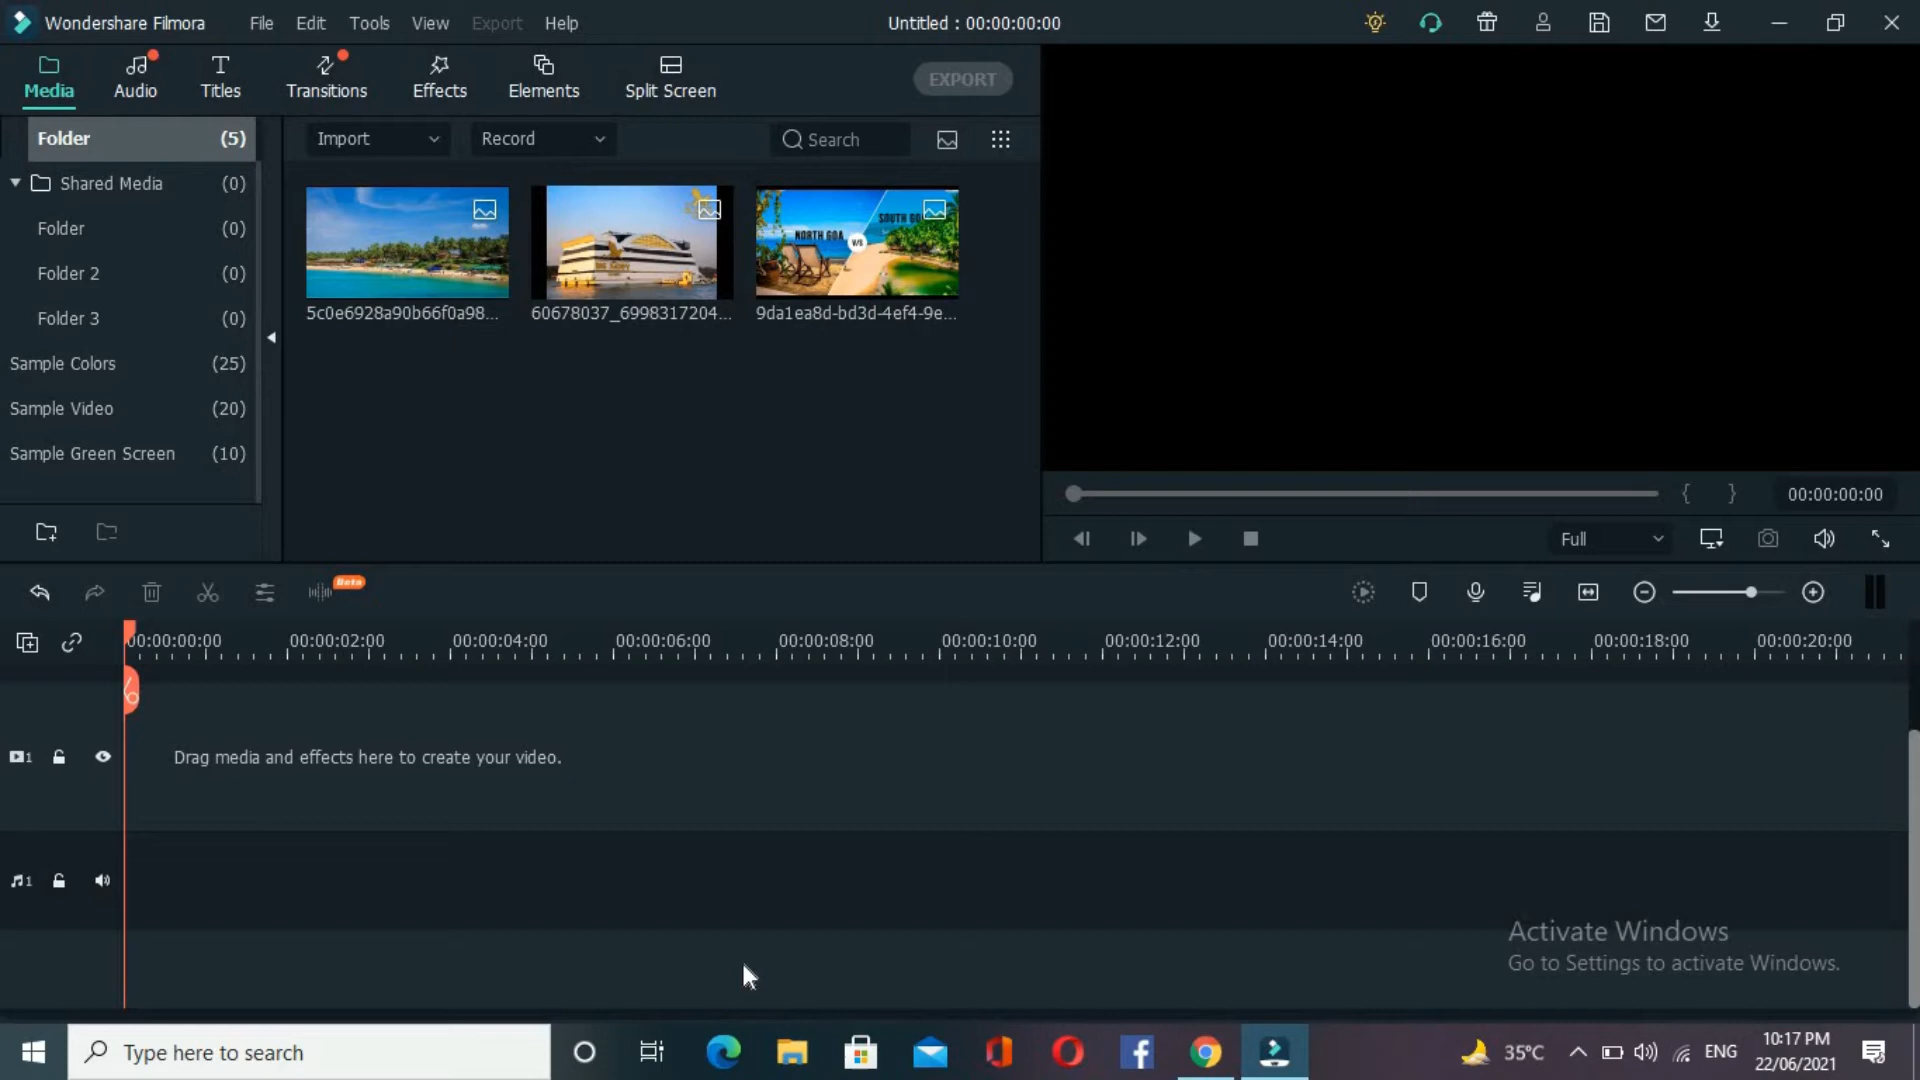 Wondershare Filmora File Edit Tools View Export Help Untitled : 00:00:00:00
Media Audio Titles Transitions Effects Elements Split Screen EXPORT
Folder (5)
Import Record Search
Shared Media (0)
Folder (0)
Folder 2 (0)
Folder 3 (0)
Sample Colors (25)
Sample Video (20)
Sample Green Screen (10)
NORTH GOA
VS
5c0e6928a90b66f0a98... 60678037_6998317204... 9da1ea8d-bd3d-4ef4-9e...
{ } 00:00:00:00
Full
Beta
00:00:00:00 00:00:02:00 00:00:04:00 00:00:06:00 00:00:08:00 00:00:10:00 00:00:12:00 00:00:14:00 00:00:16:00 00:00:18:00 00:00:20:00
1 Drag media and effects here to create your video.
1
Activate Windows
Go to Settings to activate Windows.
Type here to search
35°C ENG
10:17 PM
22/06/2021